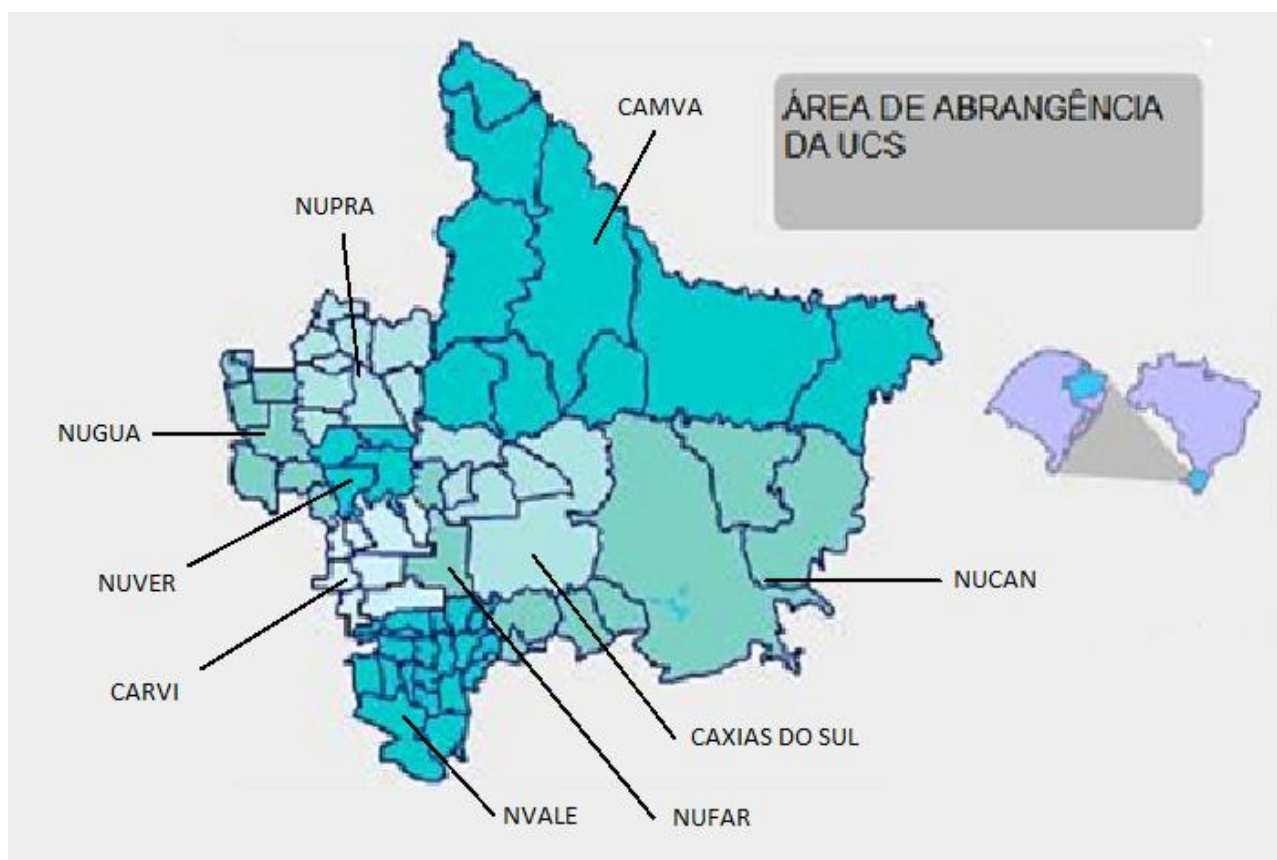 ÁREA DE ABRANGÊNCIA
DA UCS
CAMVA
NUPRA
NUGUA
NUVER
NUCAN
CARVI
CAXIAS DO SUL
NVALE
NUFAR